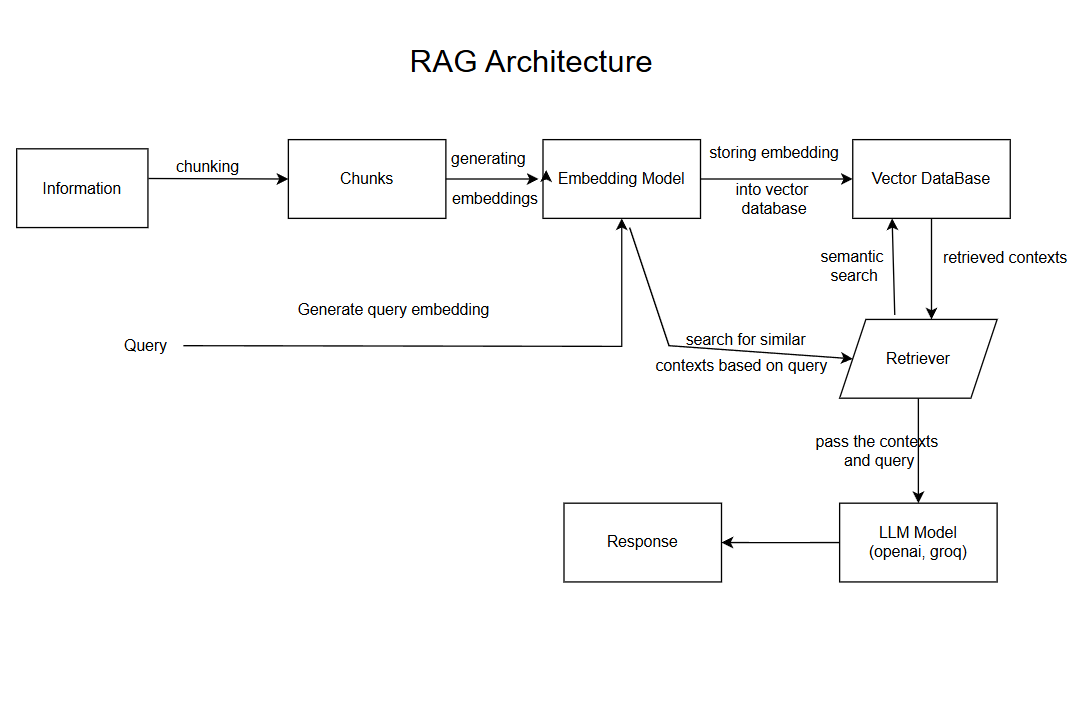 RAG Architecture
Information
chunking
Chunks
generating
embeddings
Embedding Model
storing embedding
into vector
database
Vector DataBase
semantic
search
retrieved contexts
Generate query embedding
Query
search for similar
contexts based on query
Retriever
pass the contexts
and query
LLM Model
(openai, groq)
Response